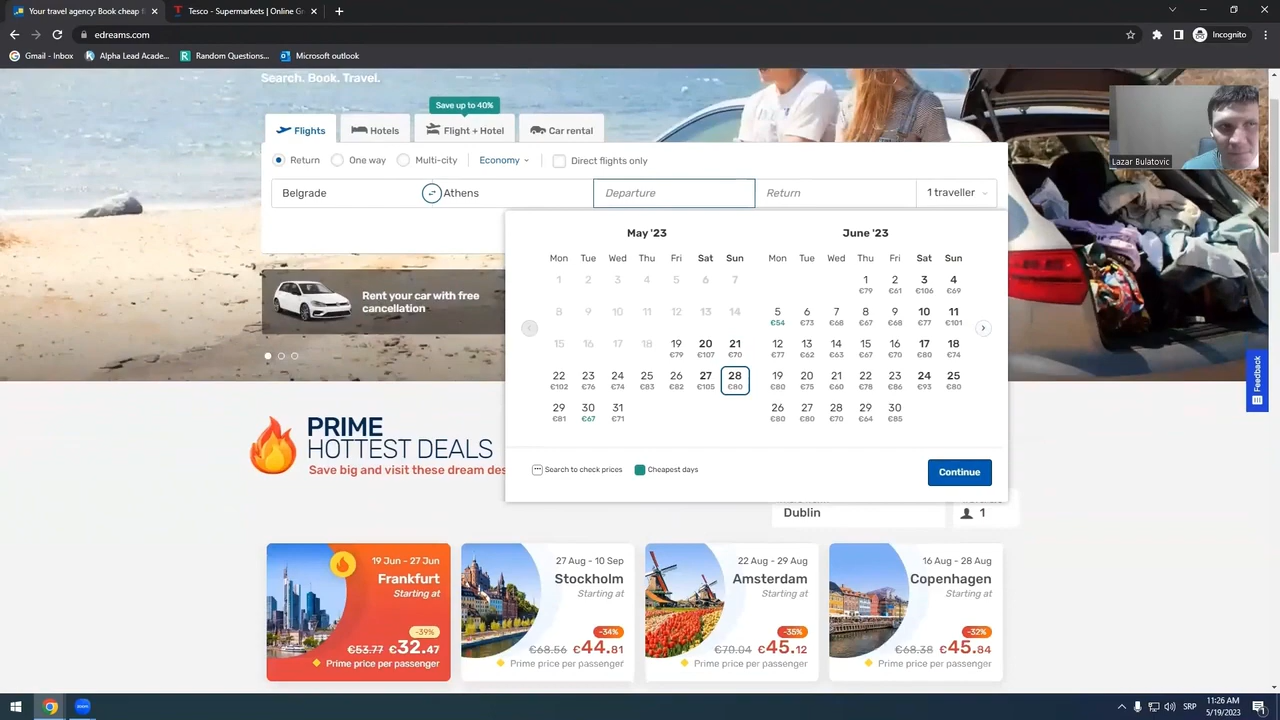 Your travel agency: Book cheap f
Tesco - Supermarkets | Online Gr
edreams.com
Incognito
Gmail - Inbox
Alpha Lead Acade...
Random Questions...
Microsoft outlook
Search. Book. Travel.
Save up to 40%
Flights
Hotels
Flight + Hotel
Car rental
Return
One way
Multi-city
Economy
Direct flights only
Belgrade
Athens
Departure
Return
1 traveller
Lazar Bulatovic
Rent your car with free
cancellation
May '23
Mon Tue Wed Thu Fri Sat Sun
1 2 3 4 5 6 7
8 9 10 11 12 13 14
15 16 17 18 19 20 21
€79 €107 €70
22 23 24 25 26 27 28
€102 €76 €74 €83 €82 €105 €80
29 30 31
€81 €67 €71
June '23
Mon Tue Wed Thu Fri Sat Sun
1 2 3 4
€79 €61 €106 €69
5 6 7 8 9 10 11
€54 €73 €68 €67 €68 €77 €101
12 13 14 15 16 17 18
€77 €62 €63 €67 €70 €80 €74
19 20 21 22 23 24 25
€80 €75 €60 €78 €86 €93 €80
26 27 28 29 30
€80 €80 €70 €64 €85
Search to check prices
Cheapest days
Continue
Feedback
PRIME
HOTTEST DEALS
Save big and visit these dream des
Dublin
1
19 Jun - 27 Jun
Frankfurt
Starting at
-39%
€53.77 €32.47
Prime price per passenger
27 Aug - 10 Sep
Stockholm
Starting at
-34%
€68.56 €44.81
Prime price per passenger
22 Aug - 29 Aug
Amsterdam
Starting at
-35%
€70.04 €45.12
Prime price per passenger
16 Aug - 28 Aug
Copenhagen
Starting at
-32%
€68.38 €45.84
Prime price per passenger
SRP
11:26 AM
5/19/2023